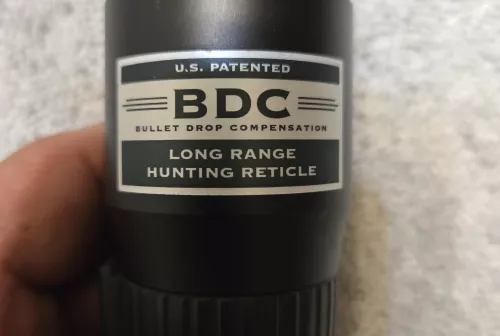 U.S. PATENTED
BDC
BULLET DROP COMPENSATION
LONG RANGE
HUNTING RETICLE